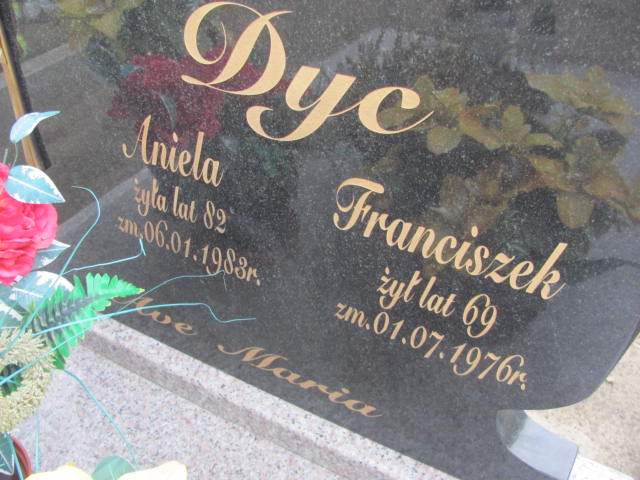 Dyc
Aniela
żyła lat 82
zm.06.01.1983r.
Franciszek
żył lat 69
zm.01.07.1976r.
Ave Maria